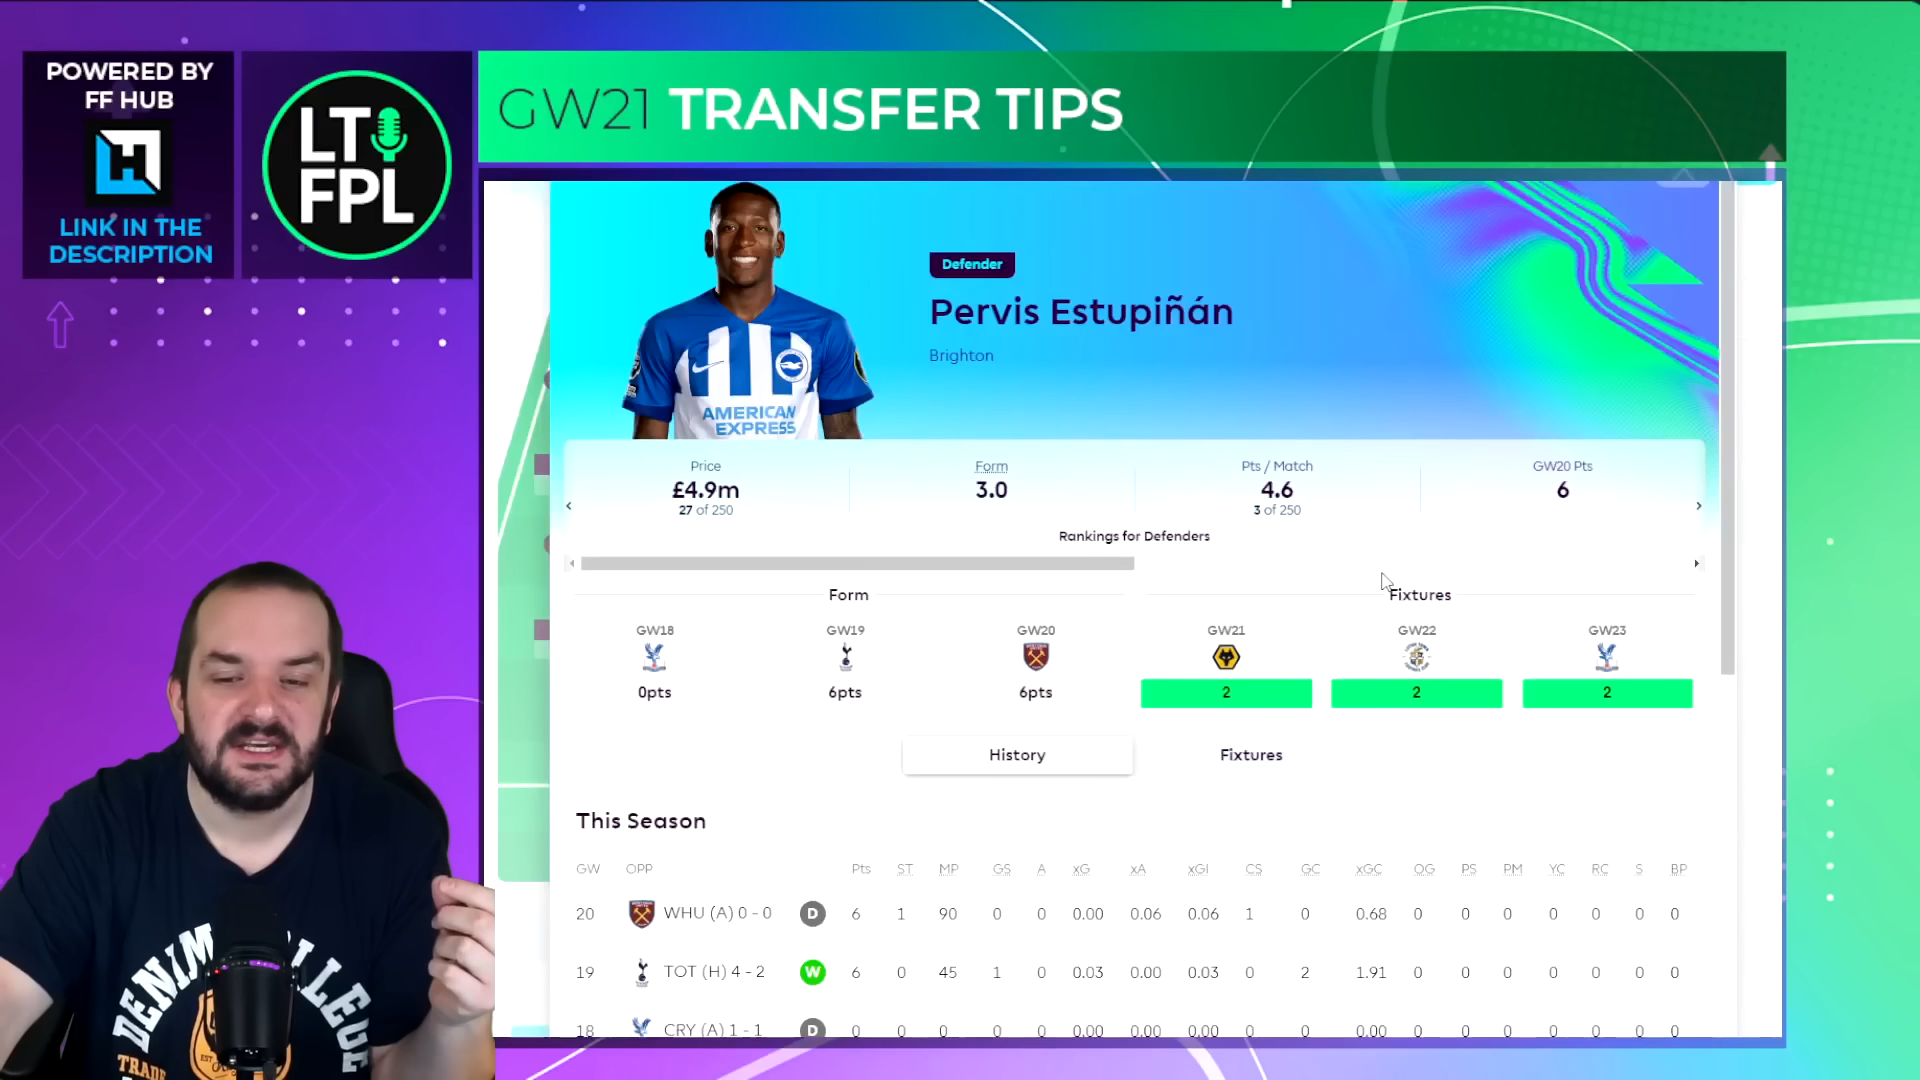 POWERED BY
FF HUB
LINK IN THE
DESCRIPTION
LT
FPL
GW21 TRANSFER TIPS
Defender
Pervis Estupiñán
Brighton
AMERICAN
EXPRESS
Price
£4.9m
27 of 250
Form
3.0
Pts / Match
4.6
3 of 250
GW20 Pts
6
Rankings for Defenders
Form
GW18
0pts
GW19
6pts
GW20
6pts
Fixtures
GW21
2
GW22
2
GW23
2
History
Fixtures
This Season
GW OPP Pts ST MP GS A xG xA xGI CS GC xGC OG PS PM YC RC S BP
20 WHU (A) 0 - 0 D 6 1 90 0 0 0.00 0.06 0.06 1 0 0.68 0 0 0 0 0 0 0
19 TOT (H) 4 - 2 W 6 0 45 1 0 0.03 0.00 0.03 0 2 1.91 0 0 0 0 0 0 0
18 CRY (A) 1 - 1 D 0 0 0 0 0 0.00 0.00 0.00 0 0 0.00 0 0 0 0 0 0 0
DENIM
TRADE